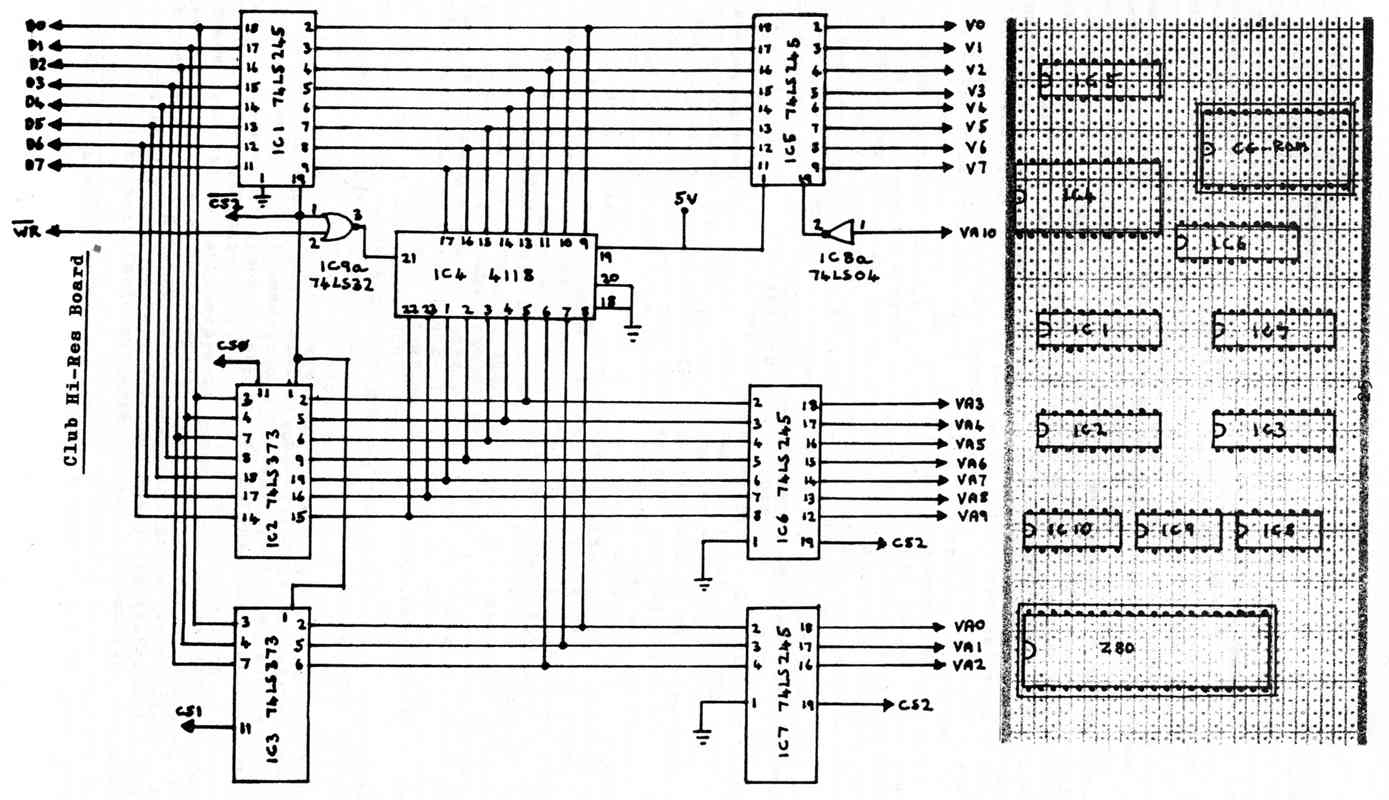 D0
D1
D2
D3
D4
D5
D6
D7
WR
18 2
17 3
16 4
15 5
14 6
13 7
12 8
11 9
1 19
IC1 74LS245
CS2
1
2
3
IC9a
74LS32
17 16 15 14 13 11 10 9
21
IC4 4118
19
20
18
22 23 1 2 3 4 5 6 7 8
5V
18 2
17 3
16 4
15 5
14 6
13 7
12 8
11 9
1 19
IC5 74LS245
V0
V1
V2
V3
V4
V5
V6
V7
2 1
IC8a
74LS04
VA10
Club Hi-Res Board
CS0
11 1
3 2
4 5
7 6
8 9
18 19
17 16
14 15
IC2 74LS373
2 18
3 17
4 16
5 15
6 14
7 13
8 12
1 19
IC6 74LS245
VA3
VA4
VA5
VA6
VA7
VA8
VA9
CS2
1
3 2
4 5
7 6
11
CS1
IC3 74LS373
2 18
3 17
4 16
1 19
IC7 74LS245
VA0
VA1
VA2
CS2
IC5
CG-ROM
IC4
IC6
IC1
IC7
IC2
IC3
IC10
IC9
IC8
Z80